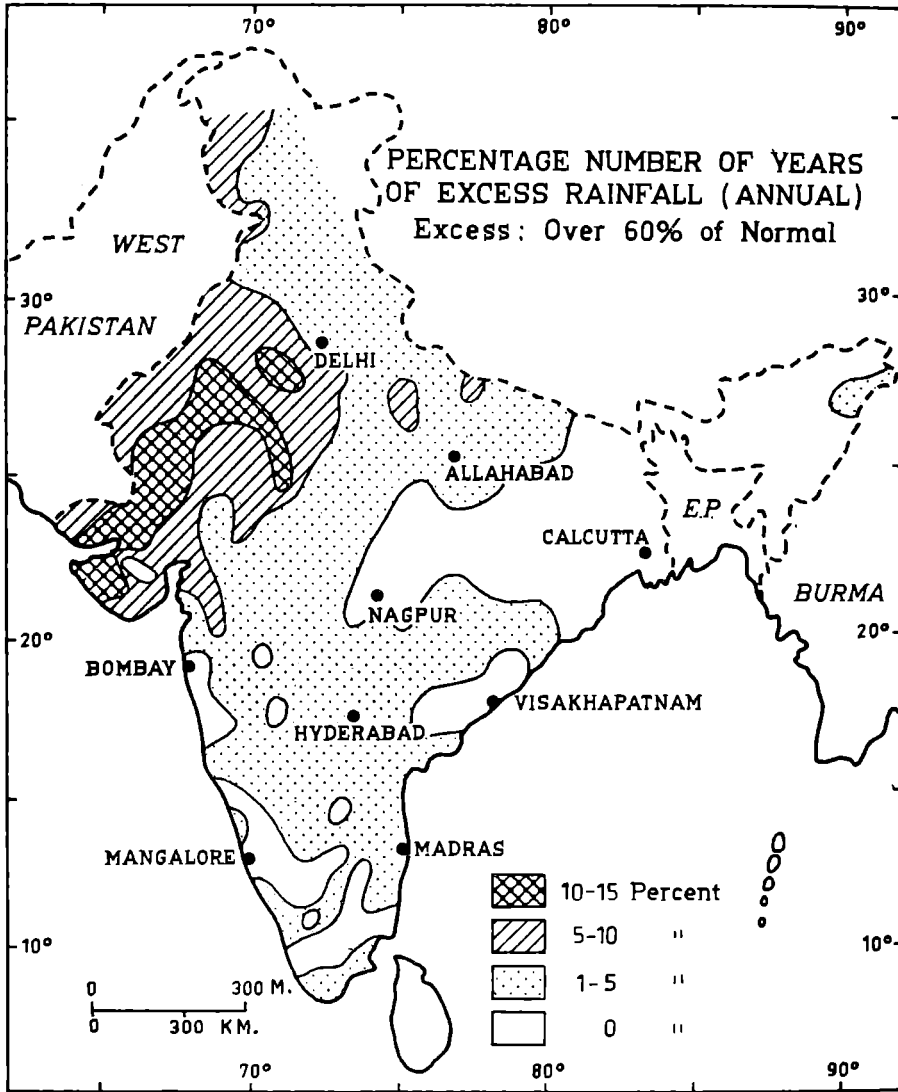 70° 80° 90°
PERCENTAGE NUMBER OF YEARS
OF EXCESS RAINFALL (ANNUAL)
Excess: Over 60% of Normal
WEST
PAKISTAN
30° 30°
DELHI
ALLAHABAD
E.P.
CALCUTTA
BURMA
NAGPUR
20° 20°
BOMBAY
VISAKHAPATNAM
HYDERABAD
MANGALORE
MADRAS
10-15 Percent
5-10 "
1-5 "
0 "
10° 10°
0 300 M.
0 300 KM.
70° 80° 90°